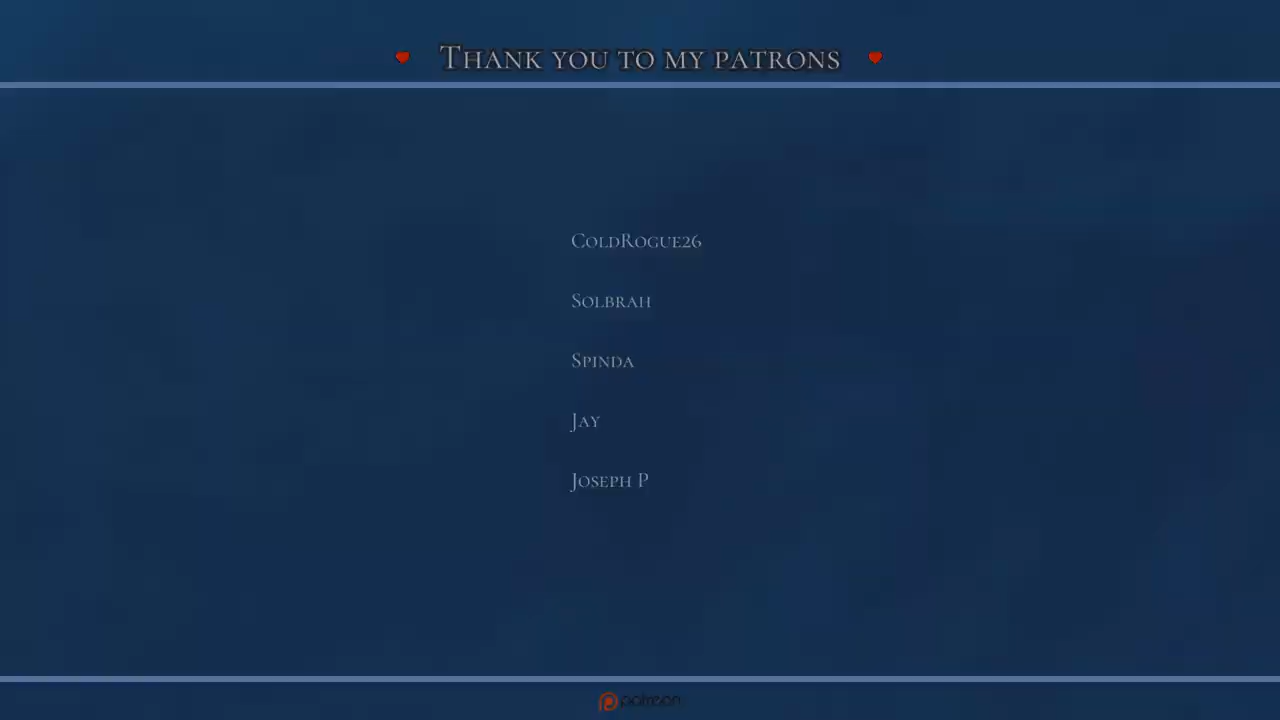 Thank you to my patrons
ColdRogue26
Solbrah
Spinda
Jay
Joseph P
patreon